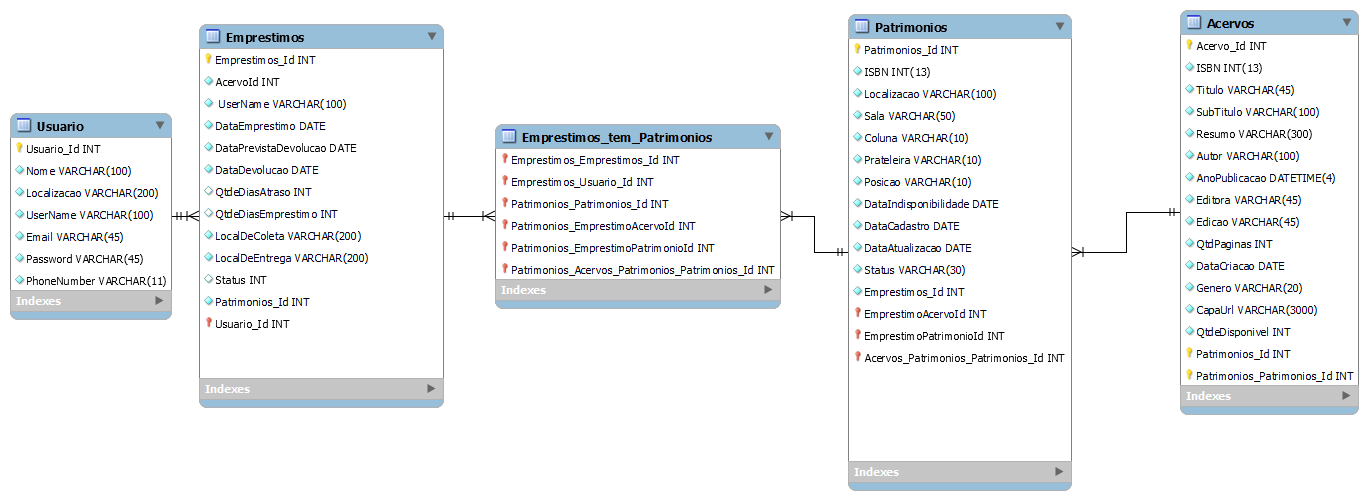 Usuario
Usuario_Id INT
Nome VARCHAR(100)
Localizacao VARCHAR(200)
UserName VARCHAR(100)
Email VARCHAR(45)
Password VARCHAR(45)
PhoneNumber VARCHAR(11)
Indexes
Emprestimos
Emprestimos_Id INT
AcervoId INT
UserName VARCHAR(100)
DataEmprestimo DATE
DataPrevistaDevolucao DATE
DataDevolucao DATE
QtdeDiasAtraso INT
QtdeDiasEmprestimo INT
LocalDeColeta VARCHAR(200)
LocalDeEntrega VARCHAR(200)
Status INT
Patrimonios_Id INT
Usuario_Id INT
Indexes
Emprestimos_tem_Patrimonios
Emprestimos_Emprestimos_Id INT
Emprestimos_Usuario_Id INT
Patrimonios_Patrimonios_Id INT
Patrimonios_EmprestimoAcervoId INT
Patrimonios_EmprestimoPatrimonioId INT
Patrimonios_Acervos_Patrimonios_Patrimonios_Id INT
Indexes
Patrimonios
Patrimonios_Id INT
ISBN INT(13)
Localizacao VARCHAR(100)
Sala VARCHAR(50)
Coluna VARCHAR(10)
Prateleira VARCHAR(10)
Posicao VARCHAR(10)
DataIndisponibilidade DATE
DataCadastro DATE
DataAtualizacao DATE
Status VARCHAR(30)
Emprestimos_Id INT
EmprestimoAcervoId INT
EmprestimoPatrimonioId INT
Acervos_Patrimonios_Patrimonios_Id INT
Indexes
Acervos
Acervo_Id INT
ISBN INT(13)
Titulo VARCHAR(45)
SubTitulo VARCHAR(100)
Resumo VARCHAR(300)
Autor VARCHAR(100)
AnoPublicacao DATETIME(4)
Editora VARCHAR(45)
Edicao VARCHAR(45)
QtdPaginas INT
DataCriacao DATE
Genero VARCHAR(20)
CapaUrl VARCHAR(3000)
QtdeDisponivel INT
Patrimonios_Id INT
Patrimonios_Patrimonios_Id INT
Indexes